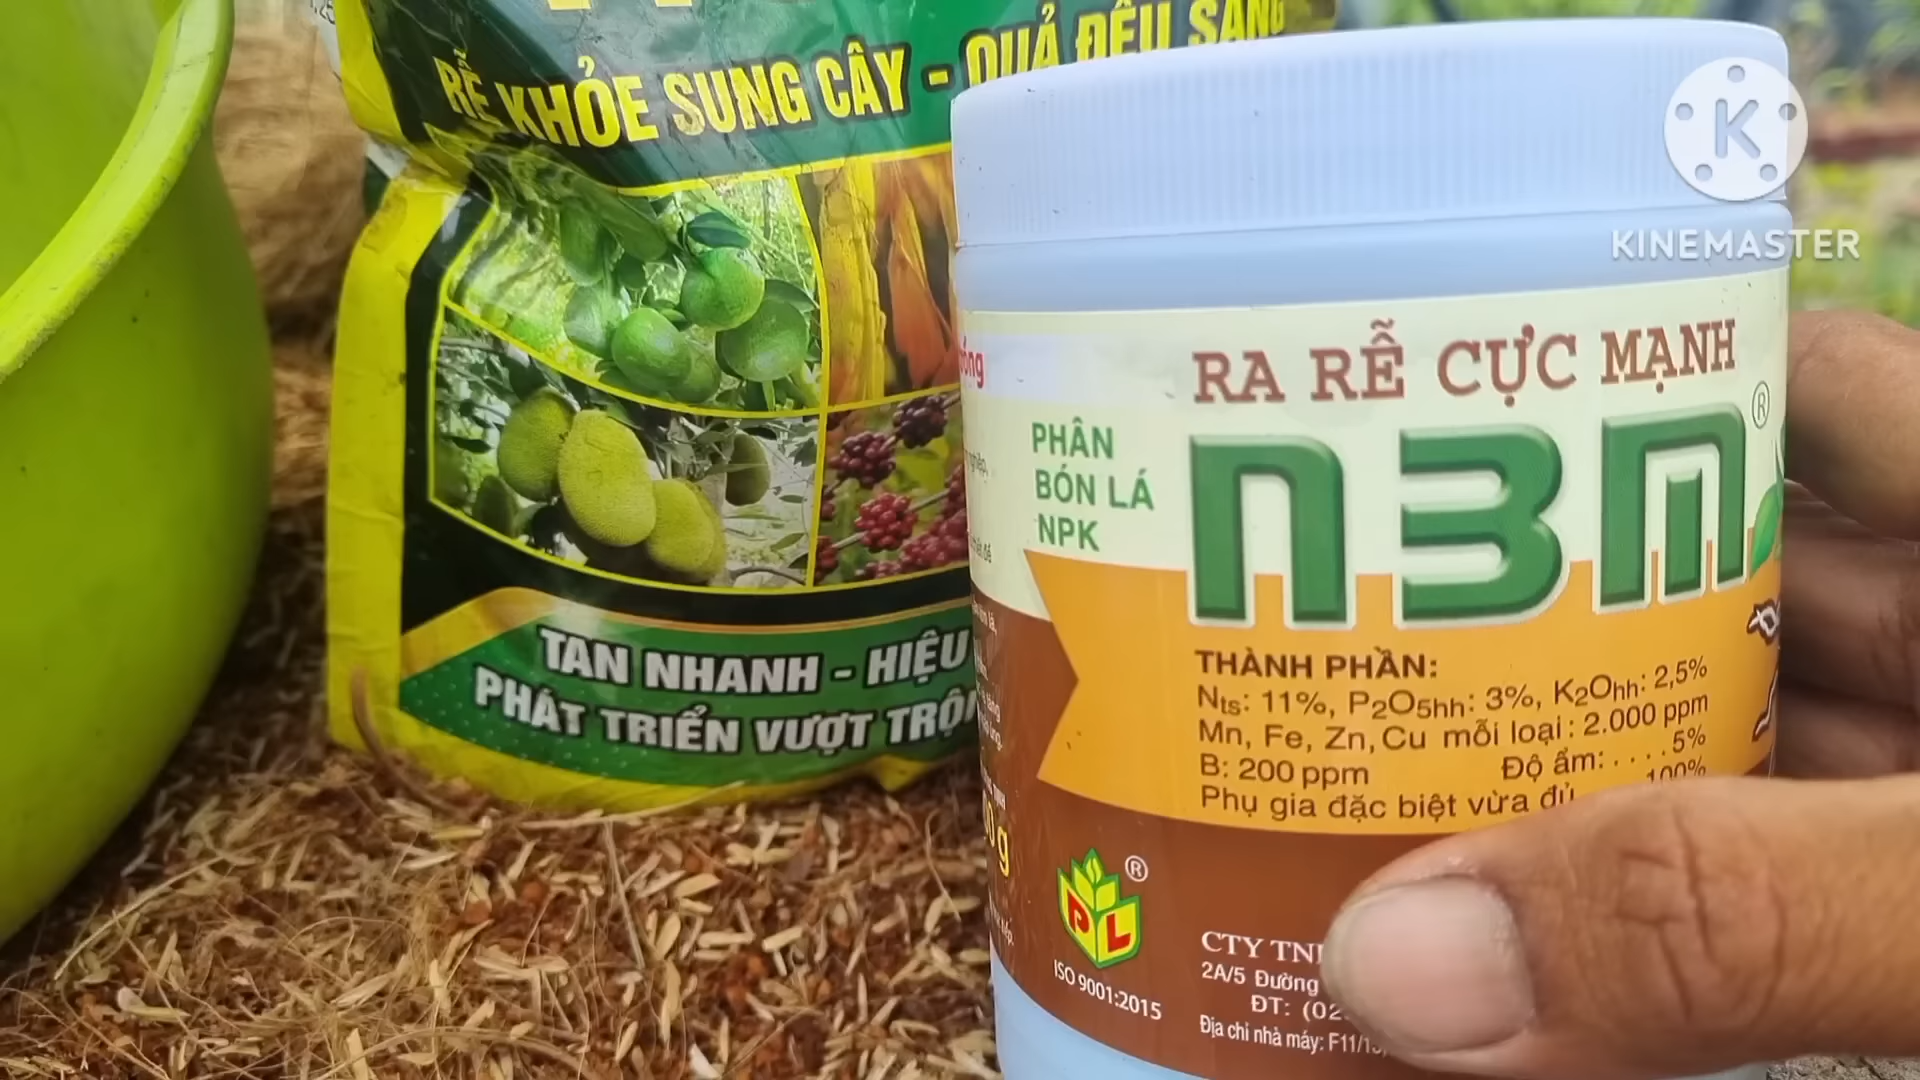 RỄ KHỎE SUNG CÂY - QUẢ ĐỀU SÁNG
TAN NHANH - HIỆU
PHÁT TRIỂN VƯỢT
KINEMASTER
RA RỄ CỰC MẠNH
PHÂN
BÓN LÁ
NPK
n3m ®
THÀNH PHẦN:
Nts: 11%, P2O5hh: 3%, K2Ohh: 2,5%
Mn, Fe, Zn, Cu mỗi loại: 2.000 ppm
B: 200 ppm Độ ẩm: . . . . 5%
Phụ gia đặc biệt vừa đủ 100%
PL ®
ISO 9001:2015
CTY
2A/5 Đường
ĐT:
Địa chỉ nhà máy: